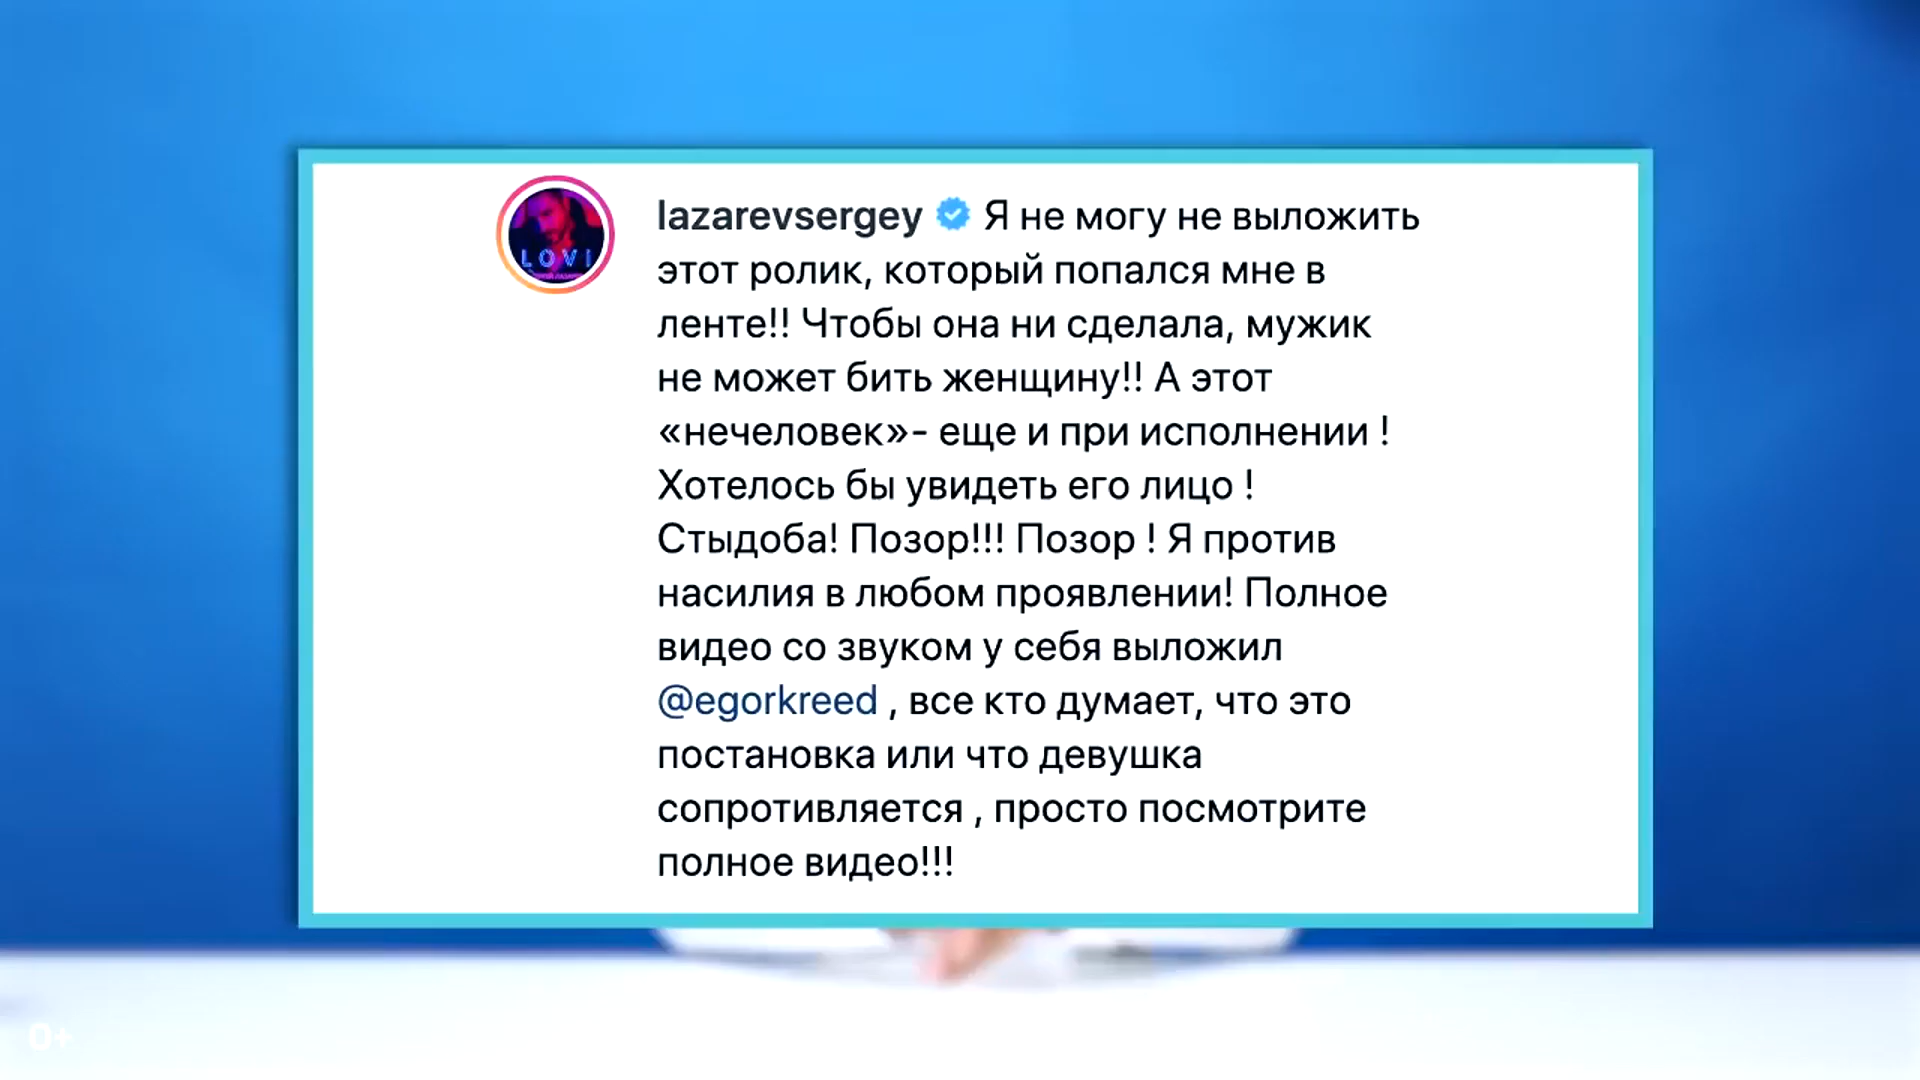 lazarevsergey Я не могу не выложить
этот ролик, который попался мне в
ленте!! Чтобы она ни сделала, мужик
не может бить женщину!! А этот
«нечеловек»- еще и при исполнении !
Хотелось бы увидеть его лицо !
Стыдоба! Позор!!! Позор ! Я против
насилия в любом проявлении! Полное
видео со звуком у себя выложил
@egorkreed , все кто думает, что это
постановка или что девушка
сопротивляется , просто посмотрите
полное видео!!!
LOVI
0+